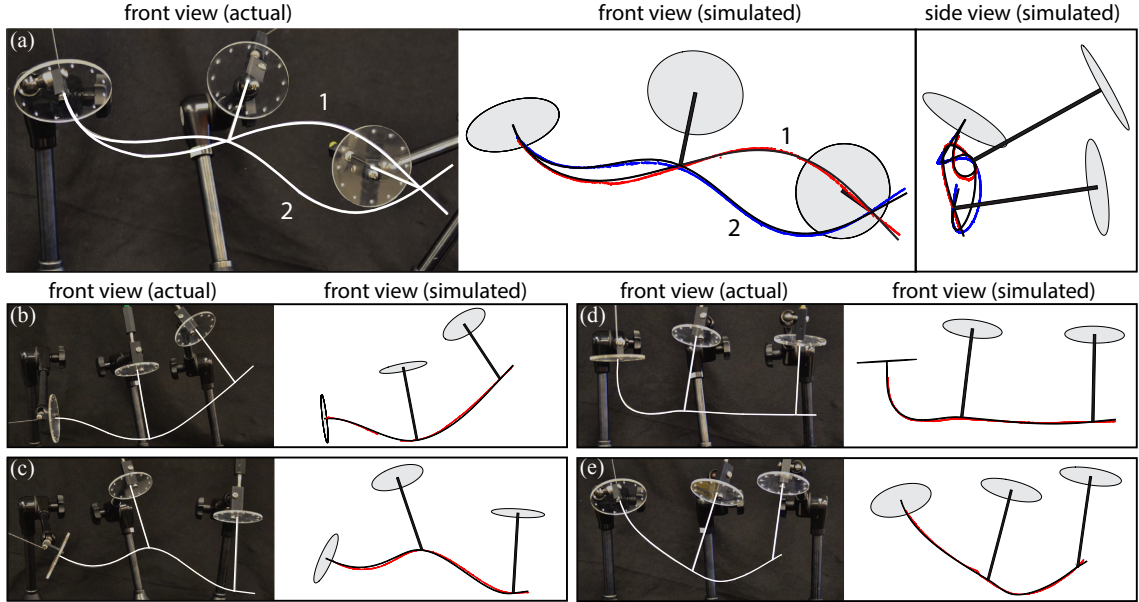 front view (actual)
front view (simulated)
side view (simulated)
(a)
1
2
1
2
front view (actual)
front view (simulated)
front view (actual)
front view (simulated)
(b)
(d)
(c)
(e)